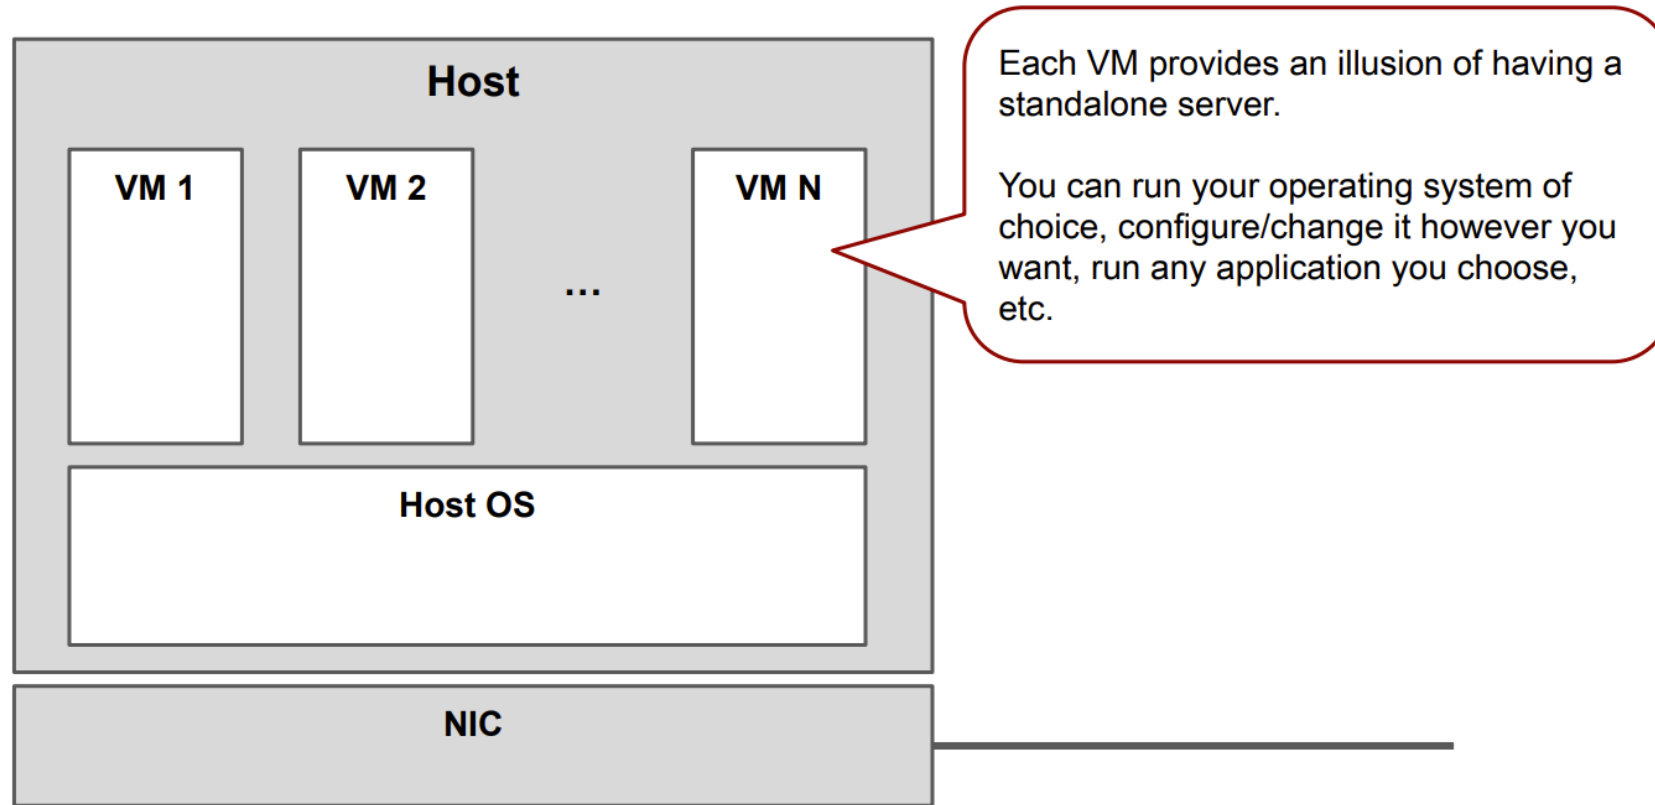 Host
VM 1
VM 2
...
VM N
Host OS
NIC
Each VM provides an illusion of having a
standalone server.
You can run your operating system of
choice, configure/change it however you
want, run any application you choose,
etc.